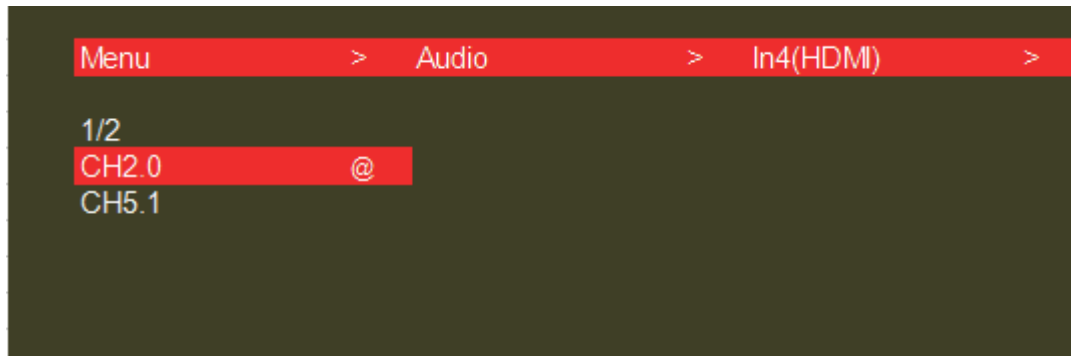 Menu > Audio > In4(HDMI) >
1/2
CH2.0 @
CH5.1